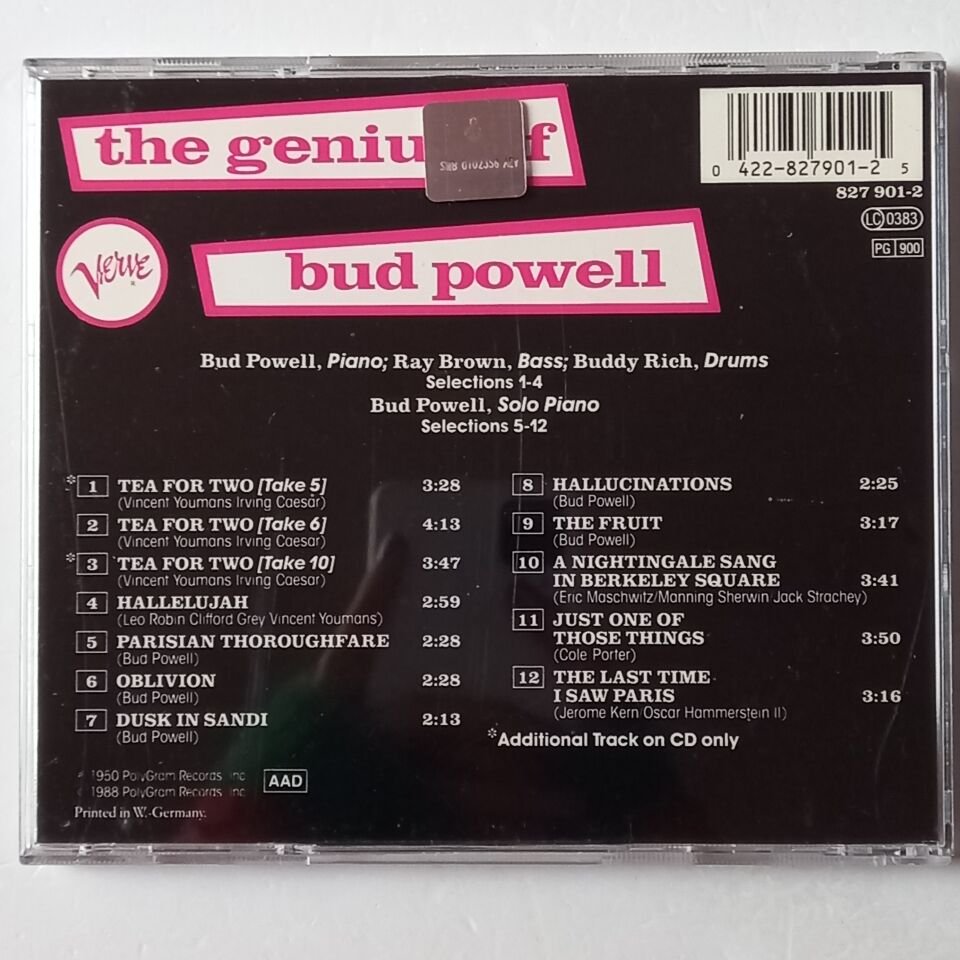 the genius of
SWR 0102356 AZV
0 422-827901-2 5
827 901-2
LC 0383
PG 900
Verve
bud powell
Bud Powell, Piano; Ray Brown, Bass; Buddy Rich, Drums
Selections 1-4
Bud Powell, Solo Piano
Selections 5-12
* 1 TEA FOR TWO [Take 5] 3:28
(Vincent Youmans Irving Caesar)
2 TEA FOR TWO [Take 6] 4:13
(Vincent Youmans Irving Caesar)
* 3 TEA FOR TWO [Take 10] 3:47
(Vincent Youmans Irving Caesar)
4 HALLELUJAH 2:59
(Leo Robin Clifford Grey Vincent Youmans)
5 PARISIAN THOROUGHFARE 2:28
(Bud Powell)
6 OBLIVION 2:28
(Bud Powell)
7 DUSK IN SANDI 2:13
(Bud Powell)
8 HALLUCINATIONS 2:25
(Bud Powell)
9 THE FRUIT 3:17
(Bud Powell)
10 A NIGHTINGALE SANG
IN BERKELEY SQUARE 3:41
(Eric Maschwitz/Manning Sherwin Jack Strachey)
11 JUST ONE OF
THOSE THINGS 3:50
(Cole Porter)
12 THE LAST TIME
I SAW PARIS 3:16
(Jerome Kern/Oscar Hammerstein II)
*Additional Track on CD only
1950 PolyGram Records Inc
1988 PolyGram Records Inc
AAD
Printed in W.-Germany.